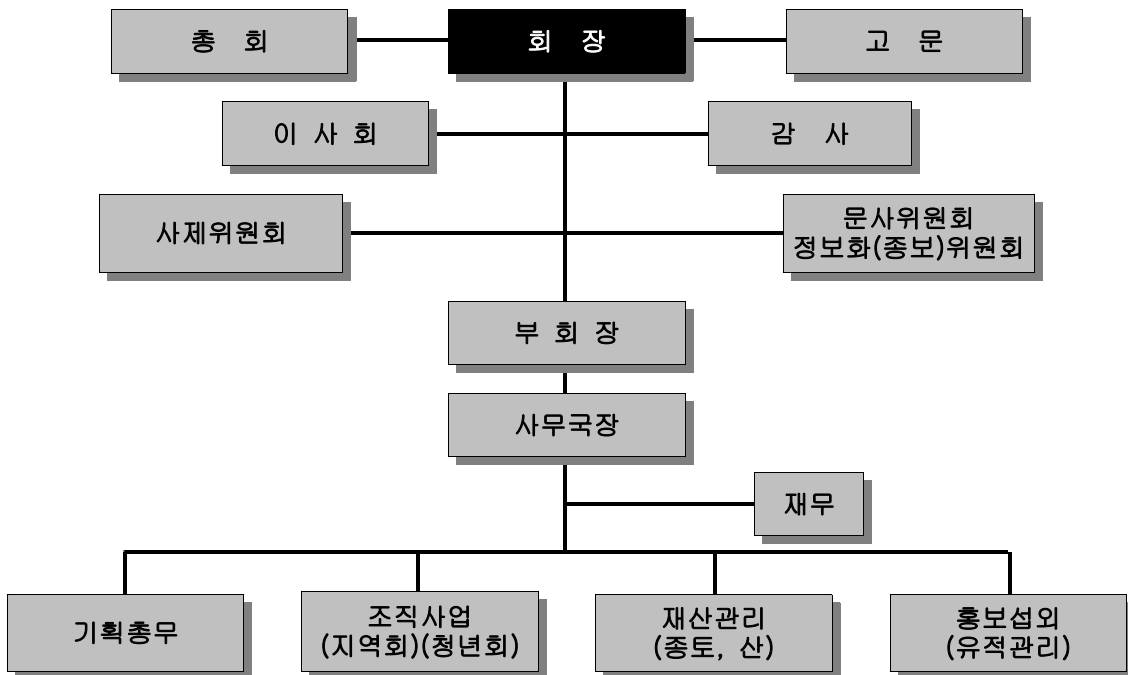 총 회
회 장
고 문
이 사 회
감 사
사제위원회
문사위원회
정보화(종보)위원회
부 회 장
사무국장
재무
기획총무
조직사업
(지역회)(청년회)
재산관리
(종토, 산)
홍보섭외
(유적관리)